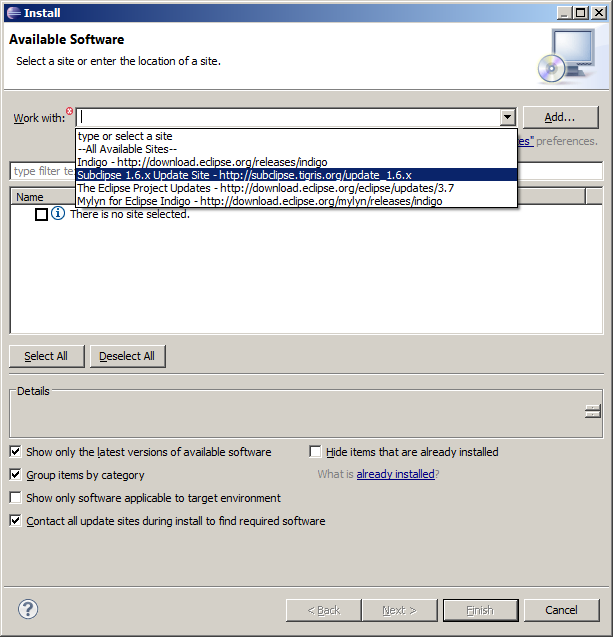 Install
Available Software
Select a site or enter the location of a site.
Work with:
Add...
type or select a site
--All Available Sites--
Indigo - http://download.eclipse.org/releases/indigo
Subclipse 1.6.x Update Site - http://subclipse.tigris.org/update_1.6.x
The Eclipse Project Updates - http://download.eclipse.org/eclipse/updates/3.7
Mylyn for Eclipse Indigo - http://download.eclipse.org/mylyn/releases/indigo
preferences.
type filter
Name
There is no site selected.
Select All
Deselect All
Details
Show only the latest versions of available software
Hide items that are already installed
Group items by category
What is already installed?
Show only software applicable to target environment
Contact all update sites during install to find required software
?
< Back
Next >
Finish
Cancel